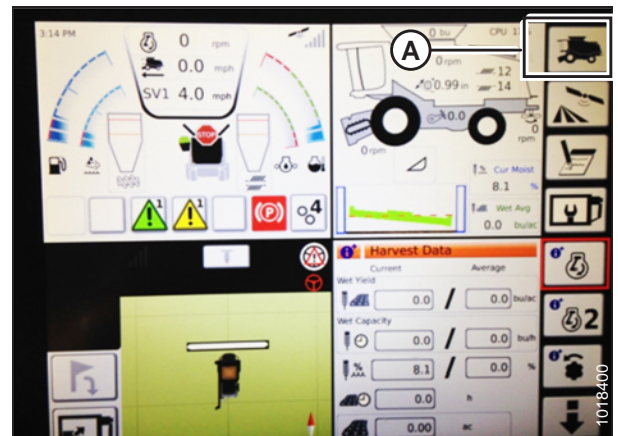 3:14 PM
0 rpm
0.0 mph
SV1 4.0 mph
STOP
1
1
(P)
4
A
0 bu
CPU
0 rpm
12
0.99 in
14
0.0
rpm
0 rpm
Cur Moist
8.1 %
Wet Avg
0.0 bu/ac
Harvest Data
Current Average
Wet Yield
0.0 / 0.0 bu/ac
Wet Capacity
0.0 / 0.0 bu/h
% 8.1 / 0.0 %
0.0 h
0.00 ac
2
1018400